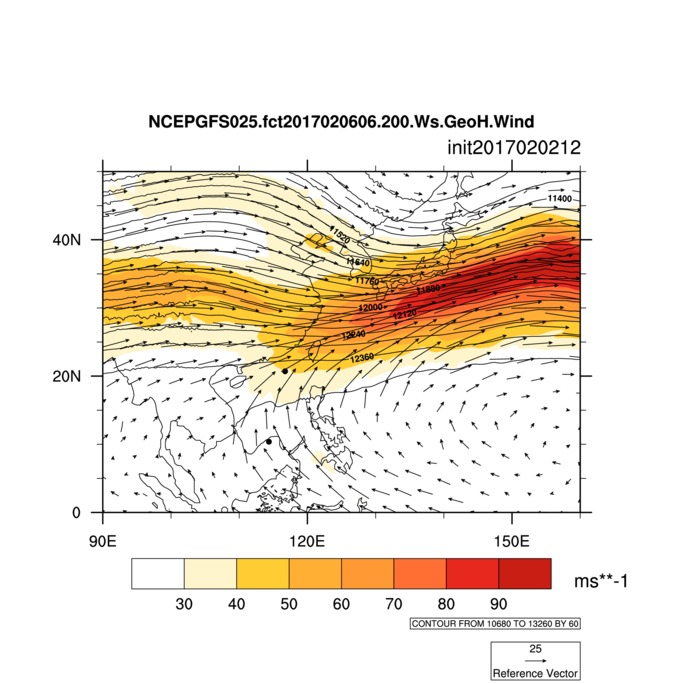 NCEPGFS025.fct2017020606.200.Ws.GeoH.Wind
init2017020212
11400
40N
11520
11640
11760
11880
12000
12120
12240
12360
20N
0
90E 120E 150E
ms**-1
30 40 50 60 70 80 90
CONTOUR FROM 10680 TO 13260 BY 60
25
Reference Vector